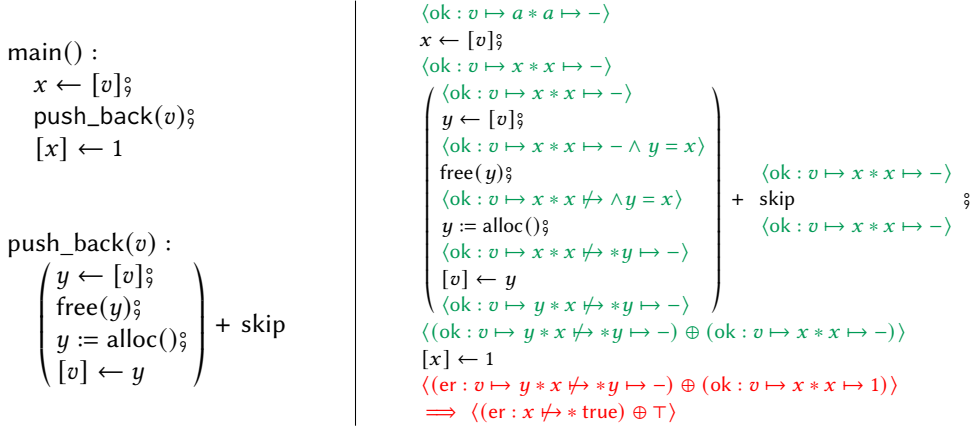 main() :
x ← [v]⨟
push_back(v)⨟
[x] ← 1
push_back(v) :
y ← [v]⨟
free(y)⨟
y := alloc()⨟
[v] ← y
+ skip
⟨ok : v ↦ a ∗ a ↦ −⟩
x ← [v]⨟
⟨ok : v ↦ x ∗ x ↦ −⟩
⟨ok : v ↦ x ∗ x ↦ −⟩
y ← [v]⨟
⟨ok : v ↦ x ∗ x ↦ − ∧ y = x⟩
free(y)⨟
⟨ok : v ↦ x ∗ x ↦̸ ∧ y = x⟩
y := alloc()⨟
⟨ok : v ↦ x ∗ x ↦̸ ∗ y ↦ −⟩
[v] ← y
⟨ok : v ↦ y ∗ x ↦̸ ∗ y ↦ −⟩
+
⟨ok : v ↦ x ∗ x ↦ −⟩
skip
⟨ok : v ↦ x ∗ x ↦ −⟩
⨟
⟨(ok : v ↦ y ∗ x ↦̸ ∗ y ↦ −) ⊕ (ok : v ↦ x ∗ x ↦ −)⟩
[x] ← 1
⟨(er : v ↦ y ∗ x ↦̸ ∗ y ↦ −) ⊕ (ok : v ↦ x ∗ x ↦ 1)⟩
⟹ ⟨(er : x ↦̸ ∗ true) ⊕ ⊤⟩